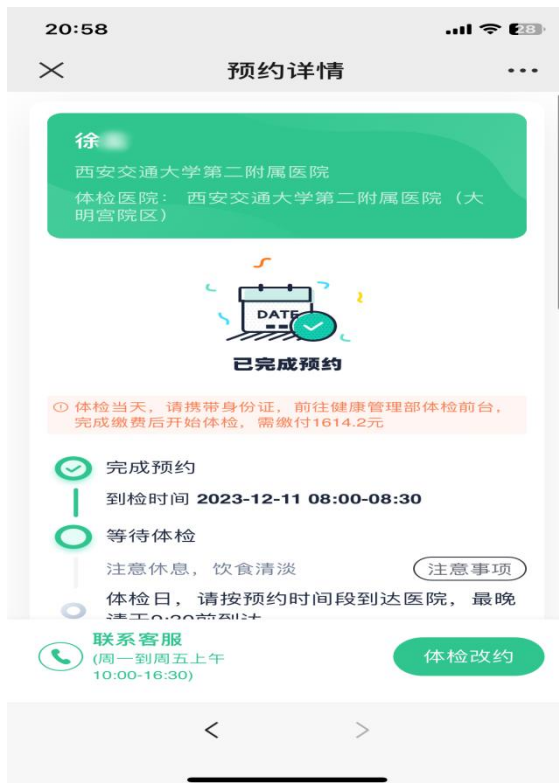 20:58
28
预约详情
徐
西安交通大学第二附属医院
体检医院： 西安交通大学第二附属医院（大
明宫院区）
DATE
已完成预约
体检当天，请携带身份证，前往健康管理部体检前台，
完成缴费后开始体检，需缴付1614.2元
完成预约
到检时间 2023-12-11 08:00-08:30
等待体检
注意休息，饮食清淡
注意事项
体检日，请按预约时间段到达医院，最晚
请于9:30前到达
联系客服
(周一到周五上午
10:00-16:30)
体检改约